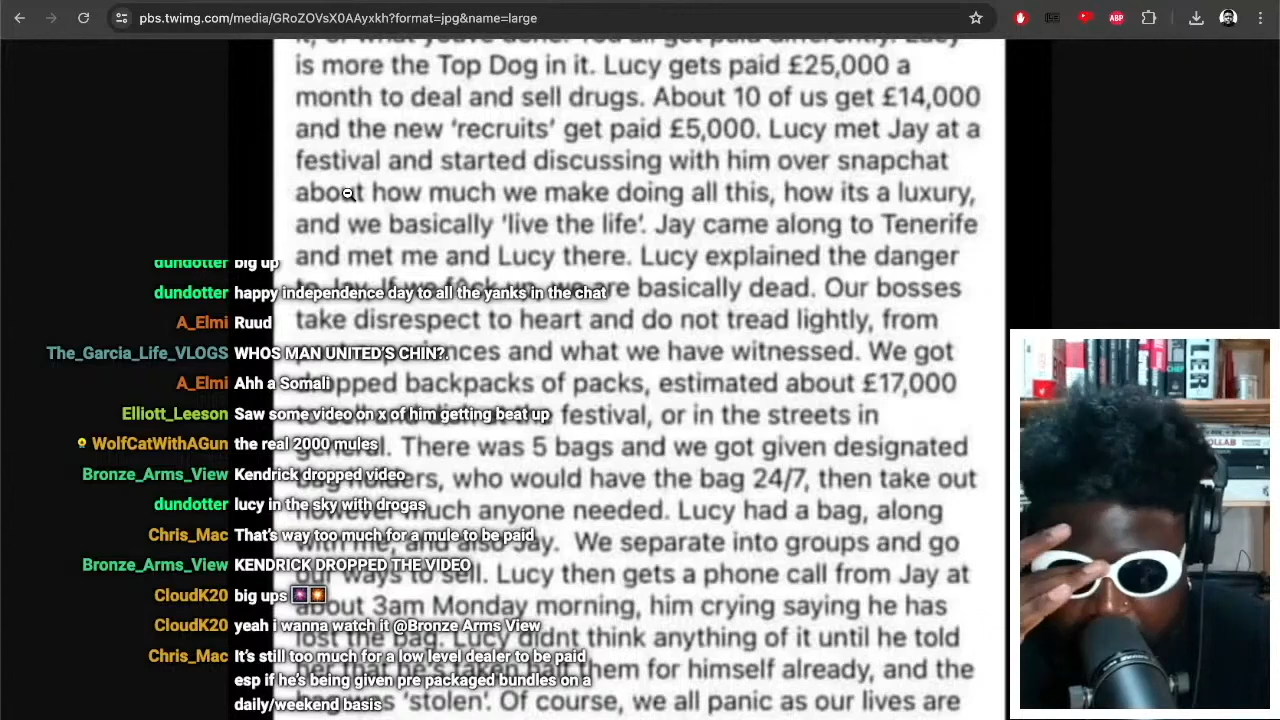 pbs.twimg.com/media/GRoZOVsX0AAyxkh?format=jpg&name=large
ABP
is more the Top Dog in it. Lucy gets paid £25,000 a
month to deal and sell drugs. About 10 of us get £14,000
and the new ‘recruits’ get paid £5,000. Lucy met Jay at a
festival and started discussing with him over snapchat
about how much we make doing all this, how its a luxury,
and we basically ‘live the life’. Jay came along to Tenerife
and met me and Lucy there. Lucy explained the danger
are basically dead. Our bosses
take disrespect to heart and do not tread lightly, from
and what we have witnessed. We got
backpacks of packs, estimated about £17,000
festival, or in the streets in
There was 5 bags and we got given designated
who would have the bag 24/7, then take out
much anyone needed. Lucy had a bag, along
We separate into groups and go
ways to sell. Lucy then gets a phone call from Jay at
about 3am Monday morning, him crying saying he has
didnt think anything of it until he told
them for himself already, and the
‘stolen’. Of course, we all panic as our lives are
dundotter big up
dundotter happy independence day to all the yanks in the chat
A_Elmi Ruud
The_Garcia_Life_VLOGS WHOS MAN UNITED'S CHIN?.
A_Elmi Ahh a Somali
Elliott_Leeson Saw some video on x of him getting beat up
WolfCatWithAGun the real 2000 mules
Bronze_Arms_View Kendrick dropped video
dundotter lucy in the sky with drogas
Chris_Mac That's way too much for a mule to be paid
Bronze_Arms_View KENDRICK DROPPED THE VIDEO
CloudK20 big ups
CloudK20 yeah i wanna watch it @Bronze Arms View
Chris_Mac It's still too much for a low level dealer to be paid
esp if he's being given pre packaged bundles on a
daily/weekend basis